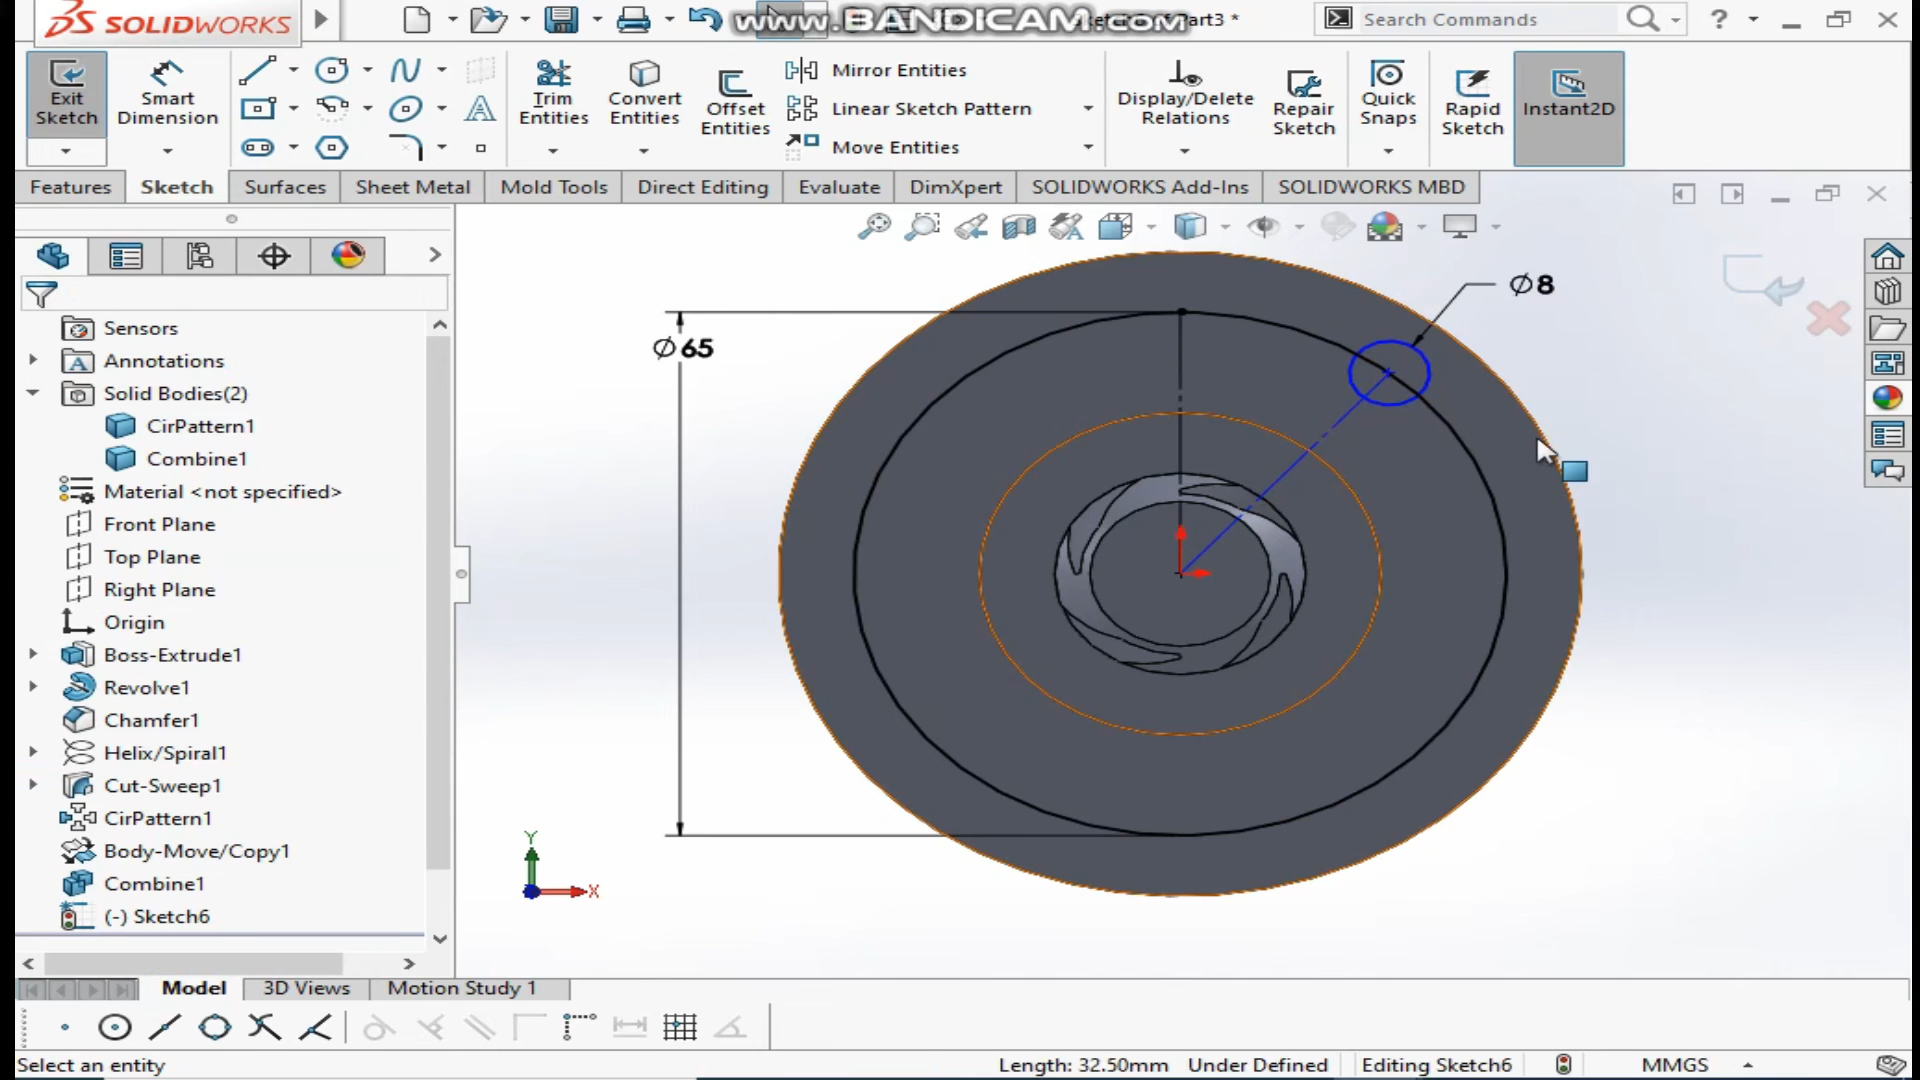 SOLIDWORKS
www.BANDICAM.com
Part3 *
Search Commands
?
Exit Sketch
Smart Dimension
Trim Entities
Convert Entities
Offset Entities
Mirror Entities
Linear Sketch Pattern
Move Entities
Display/Delete Relations
Repair Sketch
Quick Snaps
Rapid Sketch
Instant2D
Features
Sketch
Surfaces
Sheet Metal
Mold Tools
Direct Editing
Evaluate
DimXpert
SOLIDWORKS Add-Ins
SOLIDWORKS MBD
Sensors
Annotations
Solid Bodies(2)
CirPattern1
Combine1
Material <not specified>
Front Plane
Top Plane
Right Plane
Origin
Boss-Extrude1
Revolve1
Chamfer1
Helix/Spiral1
Cut-Sweep1
CirPattern1
Body-Move/Copy1
Combine1
(-) Sketch6
∅65
∅8
Y
X
Model
3D Views
Motion Study 1
Select an entity
Length: 32.50mm
Under Defined
Editing Sketch6
MMGS